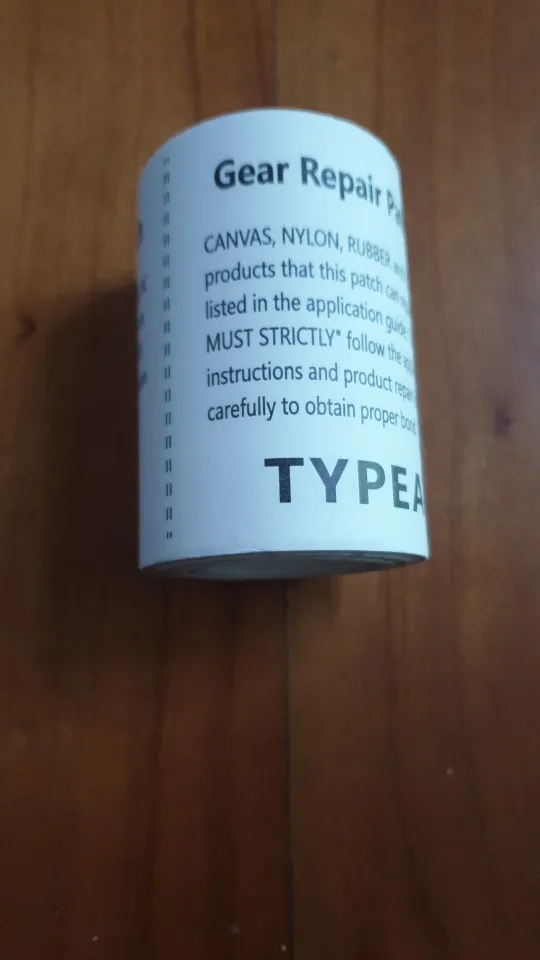 Gear Repair
CANVAS, NYLON, RUBBER and
products that this patch can
listed in the application guide
MUST STRICTLY" follow the
instructions and product repair
carefully to obtain proper bond
TYPEA